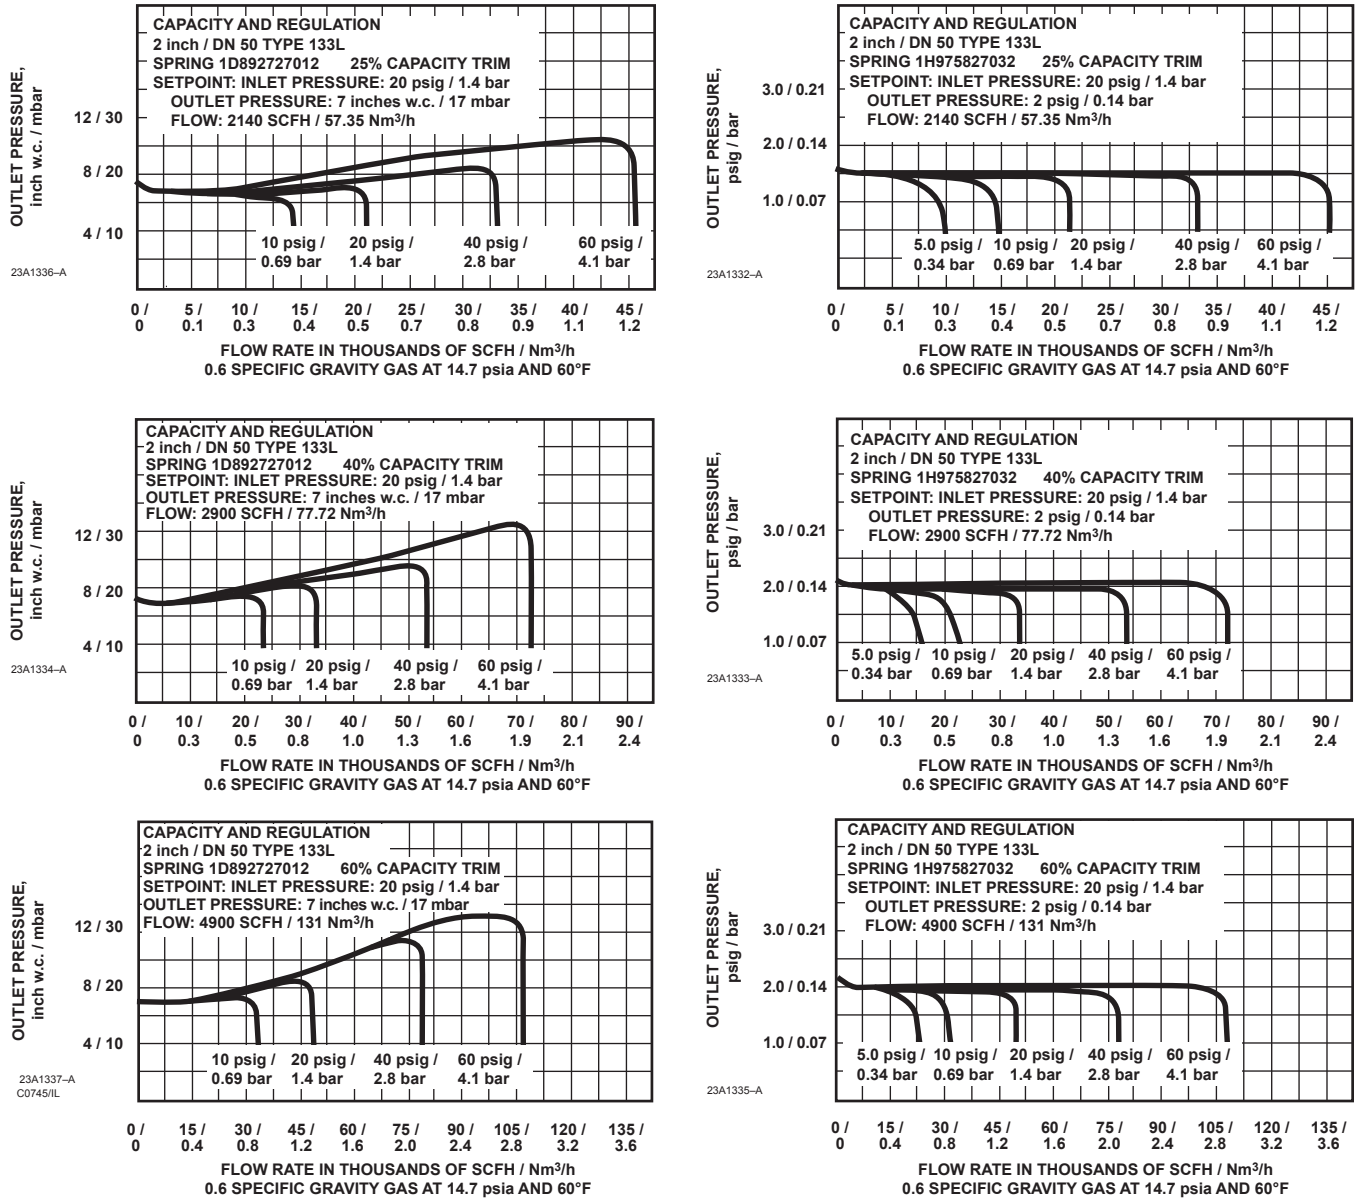 CAPACITY AND REGULATION
2 inch / DN 50 TYPE 133L
SPRING 1D892727012 25% CAPACITY TRIM
SETPOINT: INLET PRESSURE: 20 psig / 1.4 bar
OUTLET PRESSURE: 7 inches w.c. / 17 mbar
FLOW: 2140 SCFH / 57.35 Nm³/h
OUTLET PRESSURE,
inch w.c. / mbar
12 / 30
8 / 20
4 / 10
10 psig / 20 psig / 40 psig / 60 psig /
0.69 bar 1.4 bar 2.8 bar 4.1 bar
23A1336–A
0 / 5 / 10 / 15 / 20 / 25 / 30 / 35 / 40 / 45 /
0 0.1 0.3 0.4 0.5 0.7 0.8 0.9 1.1 1.2
FLOW RATE IN THOUSANDS OF SCFH / Nm³/h
0.6 SPECIFIC GRAVITY GAS AT 14.7 psia AND 60°F
CAPACITY AND REGULATION
2 inch / DN 50 TYPE 133L
SPRING 1H975827032 25% CAPACITY TRIM
SETPOINT: INLET PRESSURE: 20 psig / 1.4 bar
OUTLET PRESSURE: 2 psig / 0.14 bar
FLOW: 2140 SCFH / 57.35 Nm³/h
OUTLET PRESSURE,
psig / bar
3.0 / 0.21
2.0 / 0.14
1.0 / 0.07
5.0 psig / 10 psig / 20 psig / 40 psig / 60 psig /
0.34 bar 0.69 bar 1.4 bar 2.8 bar 4.1 bar
23A1332–A
0 / 5 / 10 / 15 / 20 / 25 / 30 / 35 / 40 / 45 /
0 0.1 0.3 0.4 0.5 0.7 0.8 0.9 1.1 1.2
FLOW RATE IN THOUSANDS OF SCFH / Nm³/h
0.6 SPECIFIC GRAVITY GAS AT 14.7 psia AND 60°F
CAPACITY AND REGULATION
2 inch / DN 50 TYPE 133L
SPRING 1D892727012 40% CAPACITY TRIM
SETPOINT: INLET PRESSURE: 20 psig / 1.4 bar
OUTLET PRESSURE: 7 inches w.c. / 17 mbar
FLOW: 2900 SCFH / 77.72 Nm³/h
OUTLET PRESSURE,
inch w.c. / mbar
12 / 30
8 / 20
4 / 10
10 psig / 20 psig / 40 psig / 60 psig /
0.69 bar 1.4 bar 2.8 bar 4.1 bar
23A1334–A
0 / 10 / 20 / 30 / 40 / 50 / 60 / 70 / 80 / 90 /
0 0.3 0.5 0.8 1.0 1.3 1.6 1.9 2.1 2.4
FLOW RATE IN THOUSANDS OF SCFH / Nm³/h
0.6 SPECIFIC GRAVITY GAS AT 14.7 psia AND 60°F
CAPACITY AND REGULATION
2 inch / DN 50 TYPE 133L
SPRING 1H975827032 40% CAPACITY TRIM
SETPOINT: INLET PRESSURE: 20 psig / 1.4 bar
OUTLET PRESSURE: 2 psig / 0.14 bar
FLOW: 2900 SCFH / 77.72 Nm³/h
OUTLET PRESSURE,
psig / bar
3.0 / 0.21
2.0 / 0.14
1.0 / 0.07
5.0 psig / 10 psig / 20 psig / 40 psig / 60 psig /
0.34 bar 0.69 bar 1.4 bar 2.8 bar 4.1 bar
23A1333–A
0 / 10 / 20 / 30 / 40 / 50 / 60 / 70 / 80 / 90 /
0 0.3 0.5 0.8 1.0 1.3 1.6 1.9 2.1 2.4
FLOW RATE IN THOUSANDS OF SCFH / Nm³/h
0.6 SPECIFIC GRAVITY GAS AT 14.7 psia AND 60°F
CAPACITY AND REGULATION
2 inch / DN 50 TYPE 133L
SPRING 1D892727012 60% CAPACITY TRIM
SETPOINT: INLET PRESSURE: 20 psig / 1.4 bar
OUTLET PRESSURE: 7 inches w.c. / 17 mbar
FLOW: 4900 SCFH / 131 Nm³/h
OUTLET PRESSURE,
inch w.c. / mbar
12 / 30
8 / 20
4 / 10
10 psig / 20 psig / 40 psig / 60 psig /
0.69 bar 1.4 bar 2.8 bar 4.1 bar
23A1337–A
C0745/IL
0 / 15 / 30 / 45 / 60 / 75 / 90 / 105 / 120 / 135 /
0 0.4 0.8 1.2 1.6 2.0 2.4 2.8 3.2 3.6
FLOW RATE IN THOUSANDS OF SCFH / Nm³/h
0.6 SPECIFIC GRAVITY GAS AT 14.7 psia AND 60°F
CAPACITY AND REGULATION
2 inch / DN 50 TYPE 133L
SPRING 1H975827032 60% CAPACITY TRIM
SETPOINT: INLET PRESSURE: 20 psig / 1.4 bar
OUTLET PRESSURE: 2 psig / 0.14 bar
FLOW: 4900 SCFH / 131 Nm³/h
OUTLET PRESSURE,
psig / bar
3.0 / 0.21
2.0 / 0.14
1.0 / 0.07
5.0 psig / 10 psig / 20 psig / 40 psig / 60 psig /
0.34 bar 0.69 bar 1.4 bar 2.8 bar 4.1 bar
23A1335–A
0 / 15 / 30 / 45 / 60 / 75 / 90 / 105 / 120 / 135 /
0 0.4 0.8 1.2 1.6 2.0 2.4 2.8 3.2 3.6
FLOW RATE IN THOUSANDS OF SCFH / Nm³/h
0.6 SPECIFIC GRAVITY GAS AT 14.7 psia AND 60°F